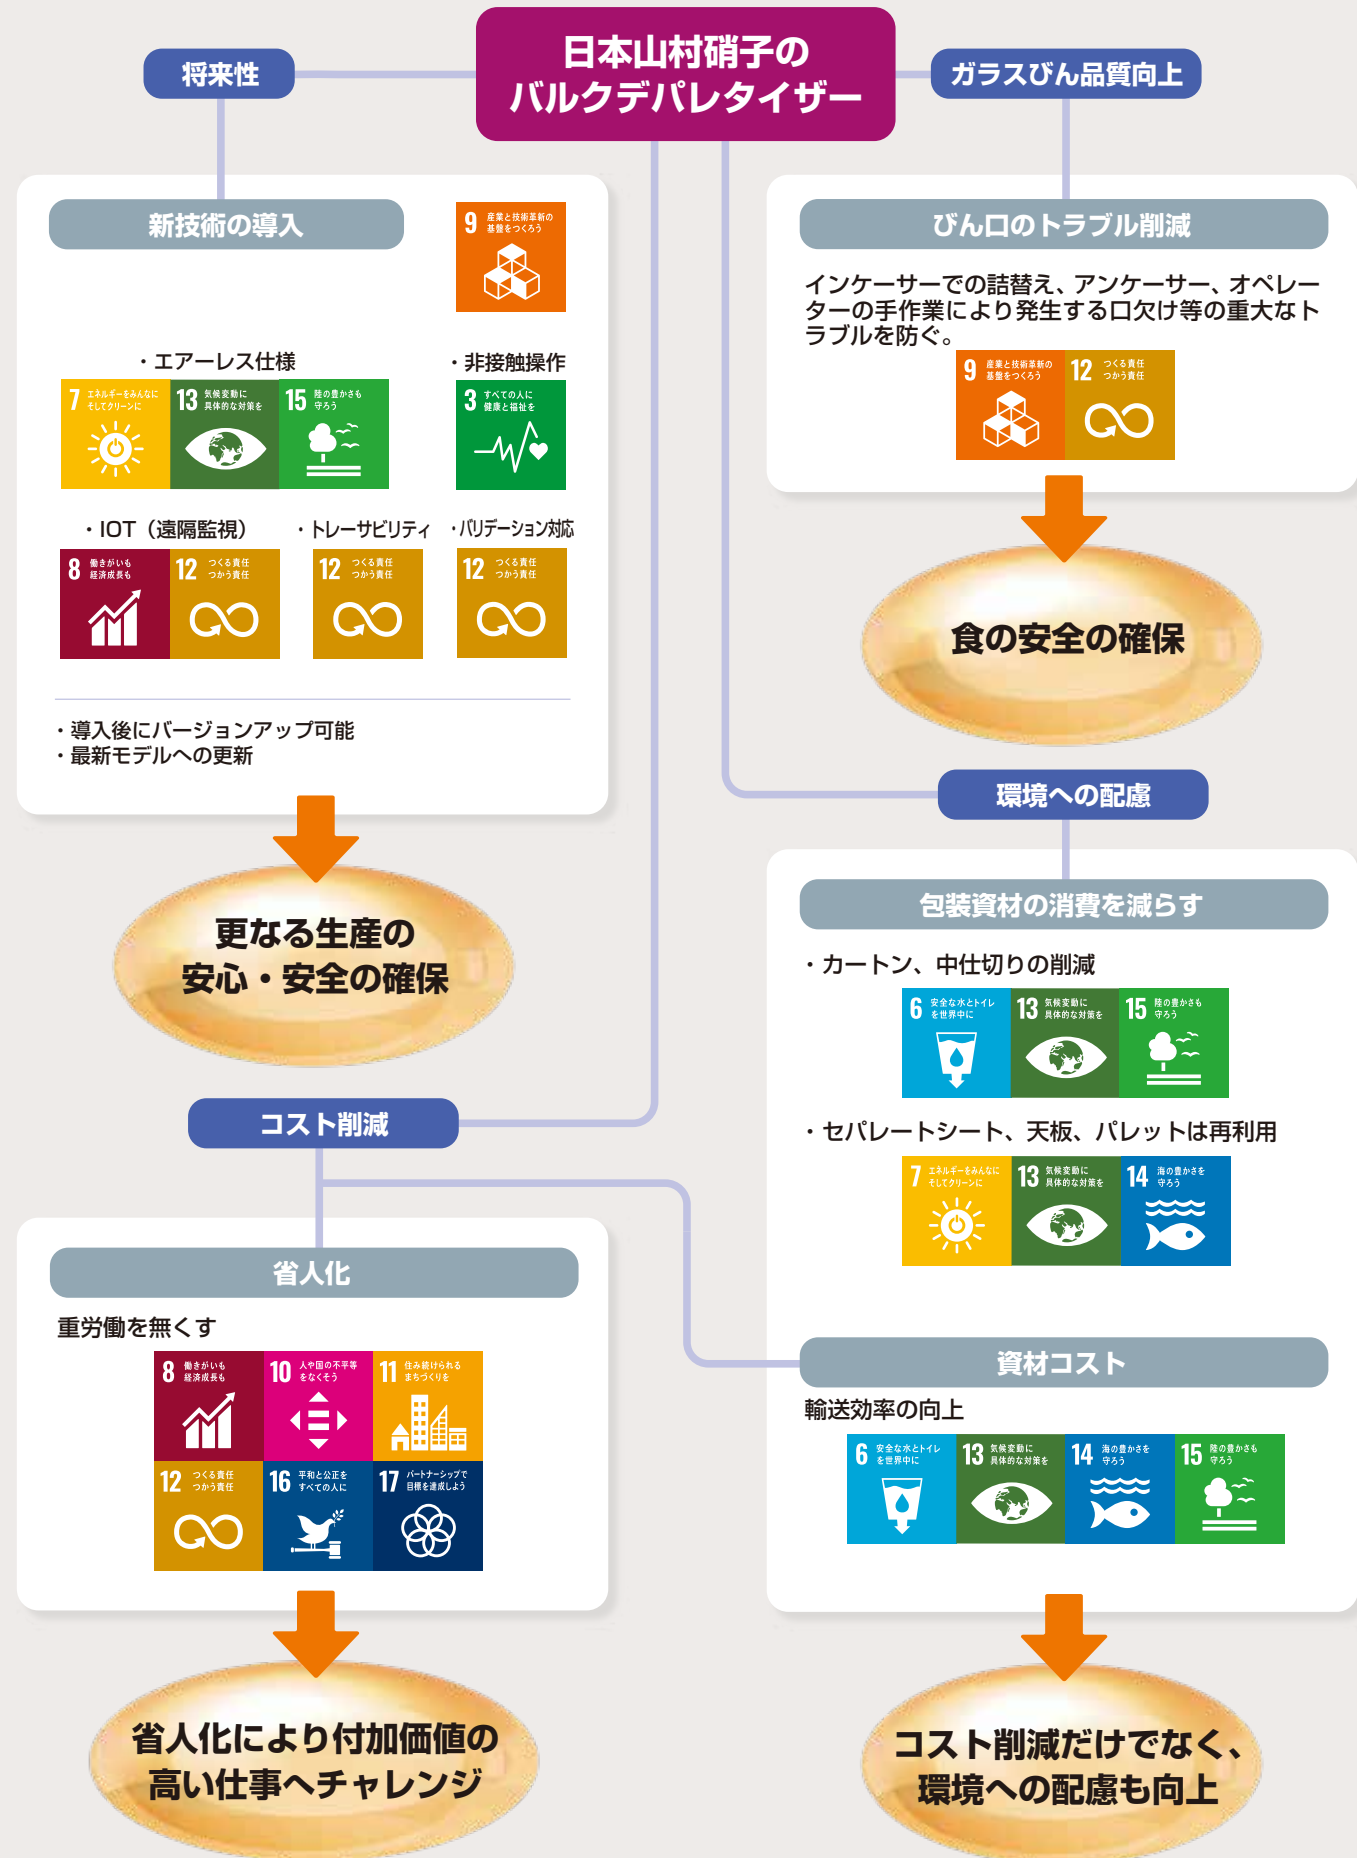 日本山村硝子の
バルクデパレタイザー
将来性
新技術の導入
9 産業と技術革新の
基盤をつくろう
・エアーレス仕様
7 エネルギーをみんなに
そしてクリーンに
13 気候変動に
具体的な対策を
15 陸の豊かさも
守ろう
・非接触操作
3 すべての人に
健康と福祉を
・IOT（遠隔監視）
8 働きがいも
経済成長も
12 つくる責任
つかう責任
・トレーサビリティ
12 つくる責任
つかう責任
・バリデーション対応
12 つくる責任
つかう責任
・導入後にバージョンアップ可能
・最新モデルへの更新
更なる生産の
安心・安全の確保
ガラスびん品質向上
びん口のトラブル削減
インケーサーでの詰替え、アンケーサー、オペレー
ターの手作業により発生する口欠け等の重大なト
ラブルを防ぐ。
9 産業と技術革新の
基盤をつくろう
12 つくる責任
つかう責任
食の安全の確保
環境への配慮
包装資材の消費を減らす
・カートン、中仕切りの削減
6 安全な水とトイレ
を世界中に
13 気候変動に
具体的な対策を
15 陸の豊かさも
守ろう
・セパレートシート、天板、パレットは再利用
7 エネルギーをみんなに
そしてクリーンに
13 気候変動に
具体的な対策を
14 海の豊かさを
守ろう
コスト削減
省人化
重労働を無くす
8 働きがいも
経済成長も
10 人や国の不平等
をなくそう
11 住み続けられる
まちづくりを
12 つくる責任
つかう責任
16 平和と公正を
すべての人に
17 パートナーシップで
目標を達成しよう
省人化により付加価値の
高い仕事へチャレンジ
資材コスト
輸送効率の向上
6 安全な水とトイレ
を世界中に
13 気候変動に
具体的な対策を
14 海の豊かさを
守ろう
15 陸の豊かさも
守ろう
コスト削減だけでなく、
環境への配慮も向上